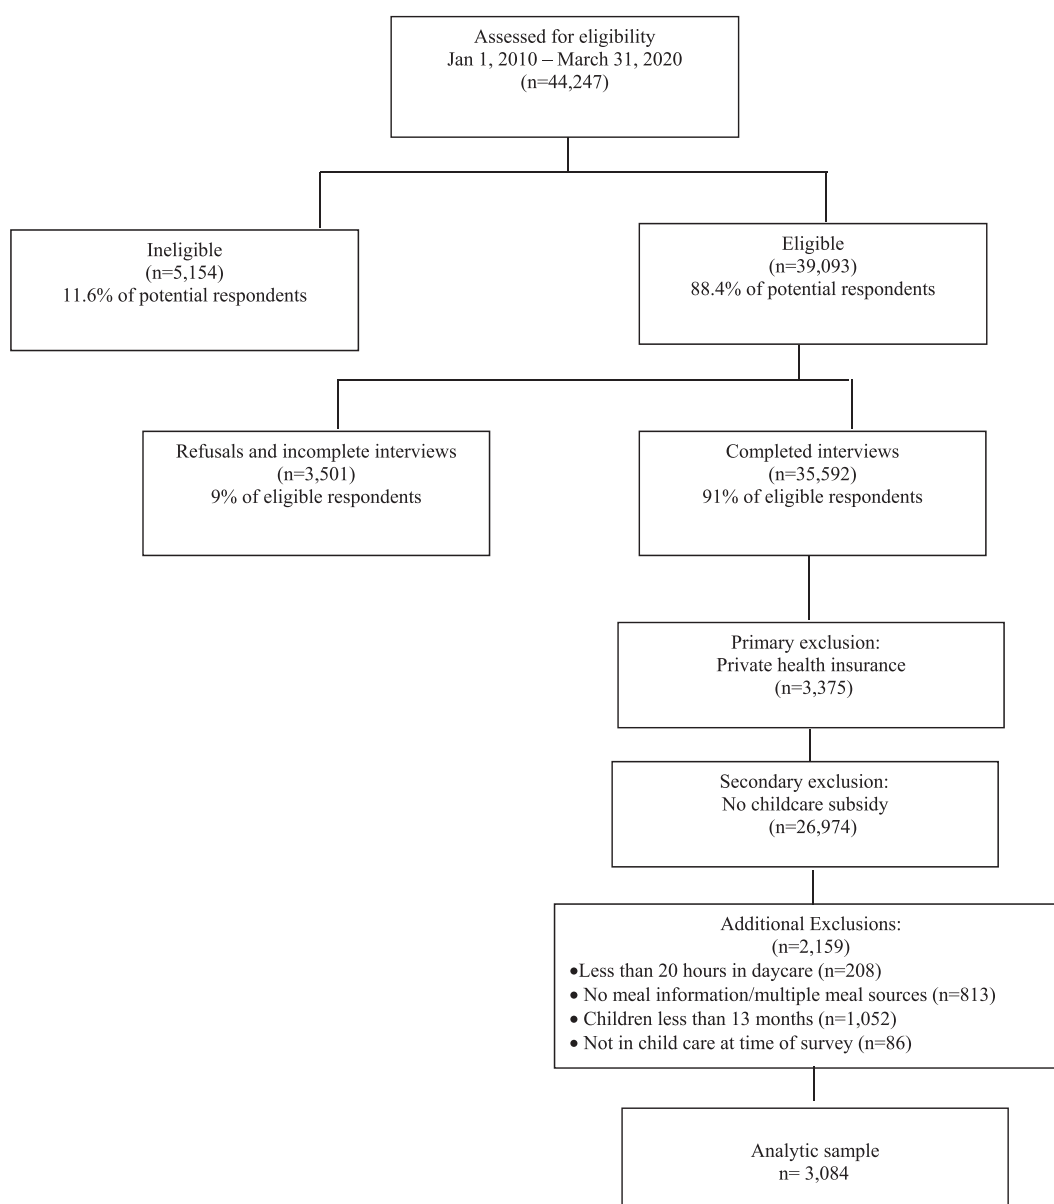 Assessed for eligibility
Jan 1, 2010 – March 31, 2020
(n=44,247)
Ineligible
(n=5,154)
11.6% of potential respondents
Eligible
(n=39,093)
88.4% of potential respondents
Refusals and incomplete interviews
(n=3,501)
9% of eligible respondents
Completed interviews
(n=35,592)
91% of eligible respondents
Primary exclusion:
Private health insurance
(n=3,375)
Secondary exclusion:
No childcare subsidy
(n=26,974)
Additional Exclusions:
(n=2,159)
•Less than 20 hours in daycare (n=208)
• No meal information/multiple meal sources (n=813)
• Children less than 13 months (n=1,052)
• Not in child care at time of survey (n=86)
Analytic sample
n= 3,084